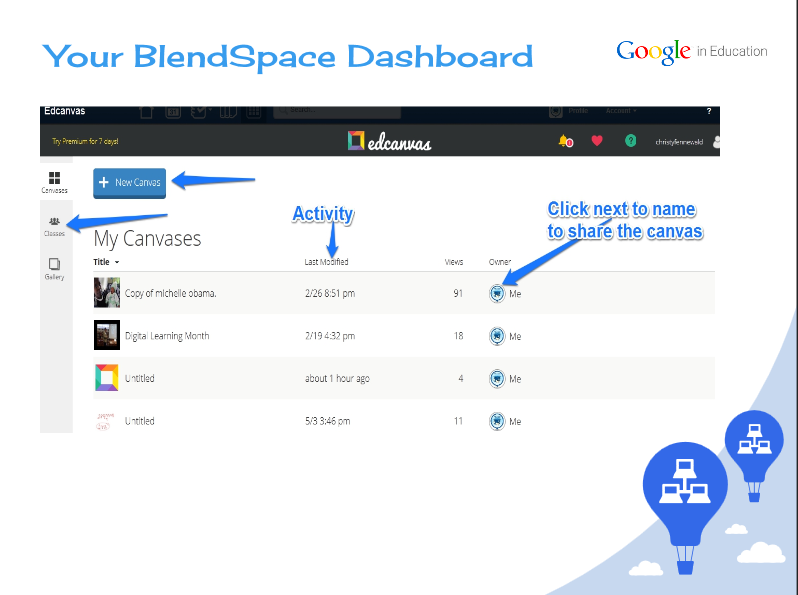 Your BlendSpace Dashboard
Google in Education
Edcanvas
Profile
Account
?
Try Premium for 7 days!
edcanvas
0
?
christyfennewald
Canvases
+ New Canvas
Classes
Gallery
Activity
Click next to name
to share the canvas
My Canvases
Title Last Modified Views Owner
Copy of michelle obama. 2/26 8:51 pm 91 Me
Digital Learning Month 2/19 4:32 pm 18 Me
Untitled about 1 hour ago 4 Me
Untitled 5/3 3:46 pm 11 Me